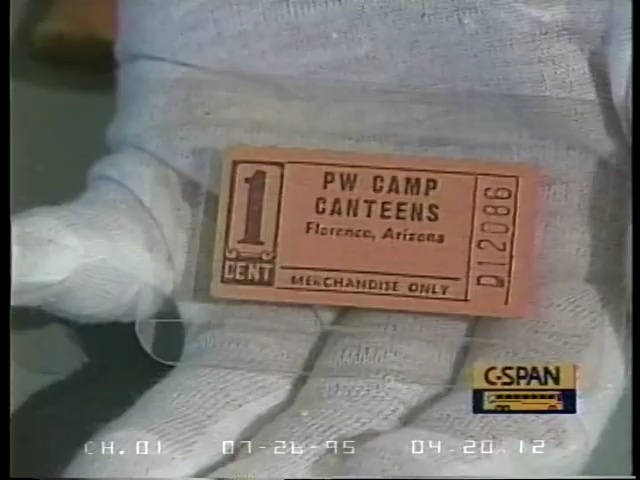 1
CENT
PW CAMP
CANTEENS
Florence, Arizona
MERCHANDISE ONLY
D12086
C-SPAN
CH.01 07-26-95 04:20:12